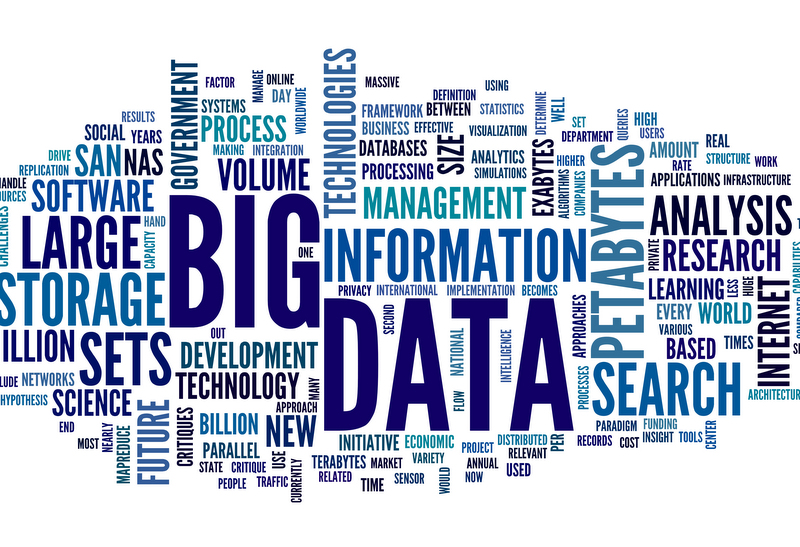 RESULTS
SOCIAL
YEARS
DRIVE
SAN
NAS
REPLICATION
SOFTWARE
HAND
CAPACITY
CHALLENGES
LARGE
STORAGE
SETS
NETWORKS
HYPOTHESIS
SCIENCE
END
MOST
NEARLY
MAPREDUCE
FUTURE
GOVERNMENT
FACTOR
MANAGE
ONLINE
SYSTEMS
DAY
WORLDWIDE
PROCESS
MAKING
INTEGRATION
VOLUME
BIG
ONE
OUT
DEVELOPMENT
TECHNOLOGY
MANY
APPROACH
CRITIQUES
BILLION
NEW
PARALLEL
STATE
CRITIQUE
USE
PEOPLE
TRAFFIC
CURRENTLY
TECHNOLOGIES
MASSIVE
USING
DEFINITION
FRAMEWORK
BETWEEN
STATISTICS
BUSINESS
EFFECTIVE
VISUALIZATION
DATABASES
SIZE
ANALYTICS
PROCESSING
SIMULATIONS
MANAGEMENT
DETERMINE
WELL
EXABYTES
SET
DEPARTMENT
HIGHER
ALGORITHMS
COMPANIES
INFORMATION
PRIVACY
INTERNATIONAL
IMPLEMENTATION
BECOMES
SECOND
DATA
NATIONAL
FLOW
INTELLIGENCE
APPROACHES
PROCESSES
INITIATIVE
ECONOMIC
PROJECT
DISTRIBUTED
PER
RELEVANT
TERABYTES
MARKET
VARIETY
ANNUAL
USED
RELATED
TIME
SENSOR
WOULD
NOW
QUERIES
HIGH
USERS
PETABYTES
AMOUNT
REAL
RATE
STRUCTURE
WORK
APPLICATIONS
INFRASTRUCTURE
ANALYSIS
PRIVATE
RESEARCH
LEARNING
LESS
HUGE
INTERNET
CAPABILITIES
EVERY
WORLD
VARIOUS
BASED
TIMES
SEARCH
ARCHITECTURE
PARADIGM
FUNDING
RECORDS
COST
INSIGHT
TOOLS
CENTER